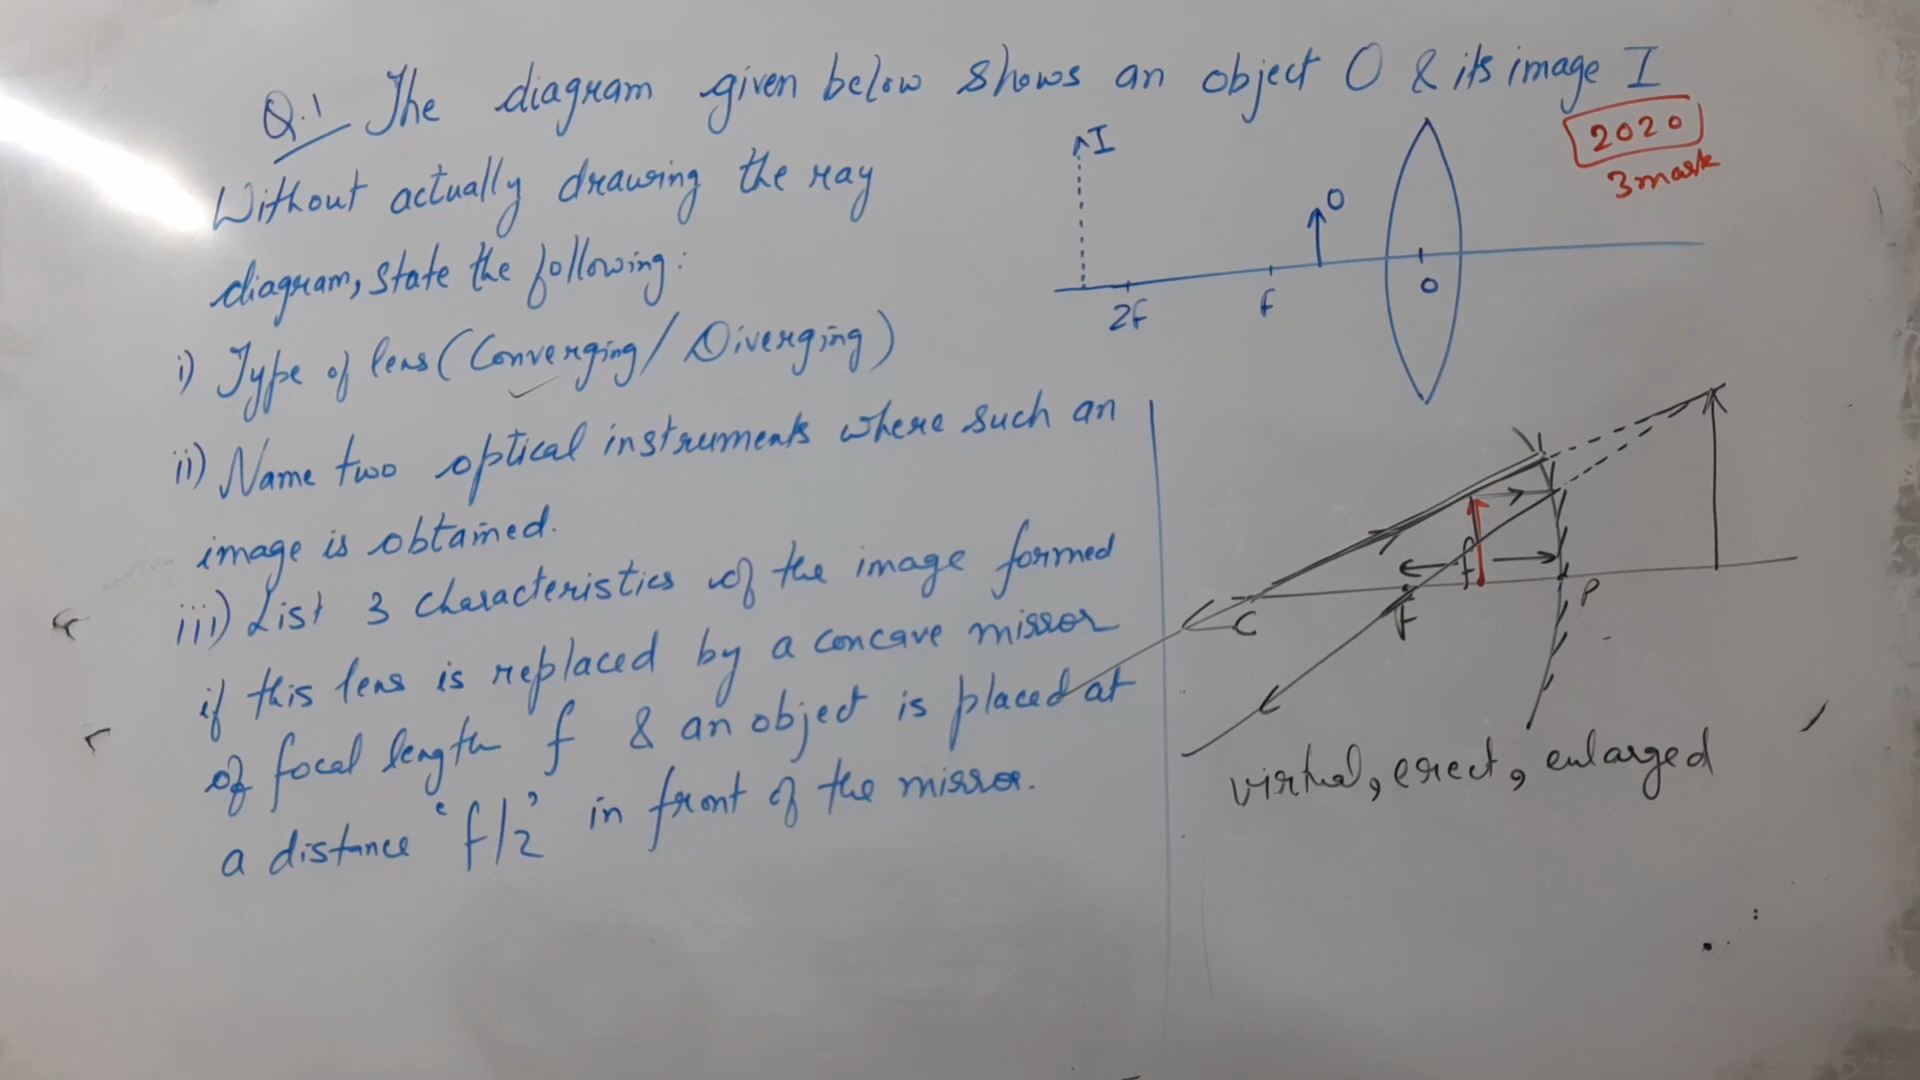 Q.1 The diagram given below shows an object O & its image I
2020
3mark
Without actually drawing the ray
diagram, state the following:
i) Type of lens (Converging/Diverging)
ii) Name two optical instruments where such an
image is obtained.
iii) List 3 characteristics of the image formed
if this lens is replaced by a concave mirror
of focal length f & an object is placed at
a distance 'f/2' in front of the mirror.
I
O
2F
F
O
f
C
F
P
virtual, erect, enlarged